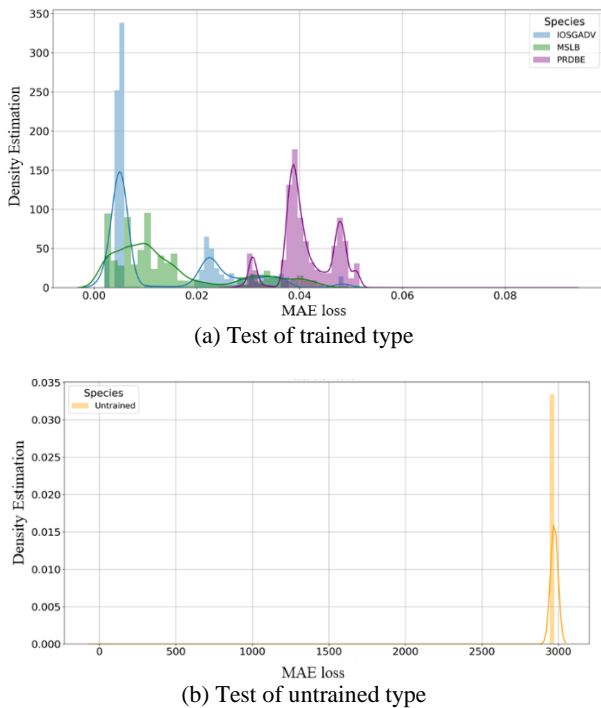 Species
IOSGADV
MSLB
PRDBE
Density Estimation
350
300
250
200
150
100
50
0
0.00 0.02 0.04 0.06 0.08
MAE loss
(a) Test of trained type
Species
Untrained
Density Estimation
0.035
0.030
0.025
0.020
0.015
0.010
0.005
0.000
0 500 1000 1500 2000 2500 3000
MAE loss
(b) Test of untrained type